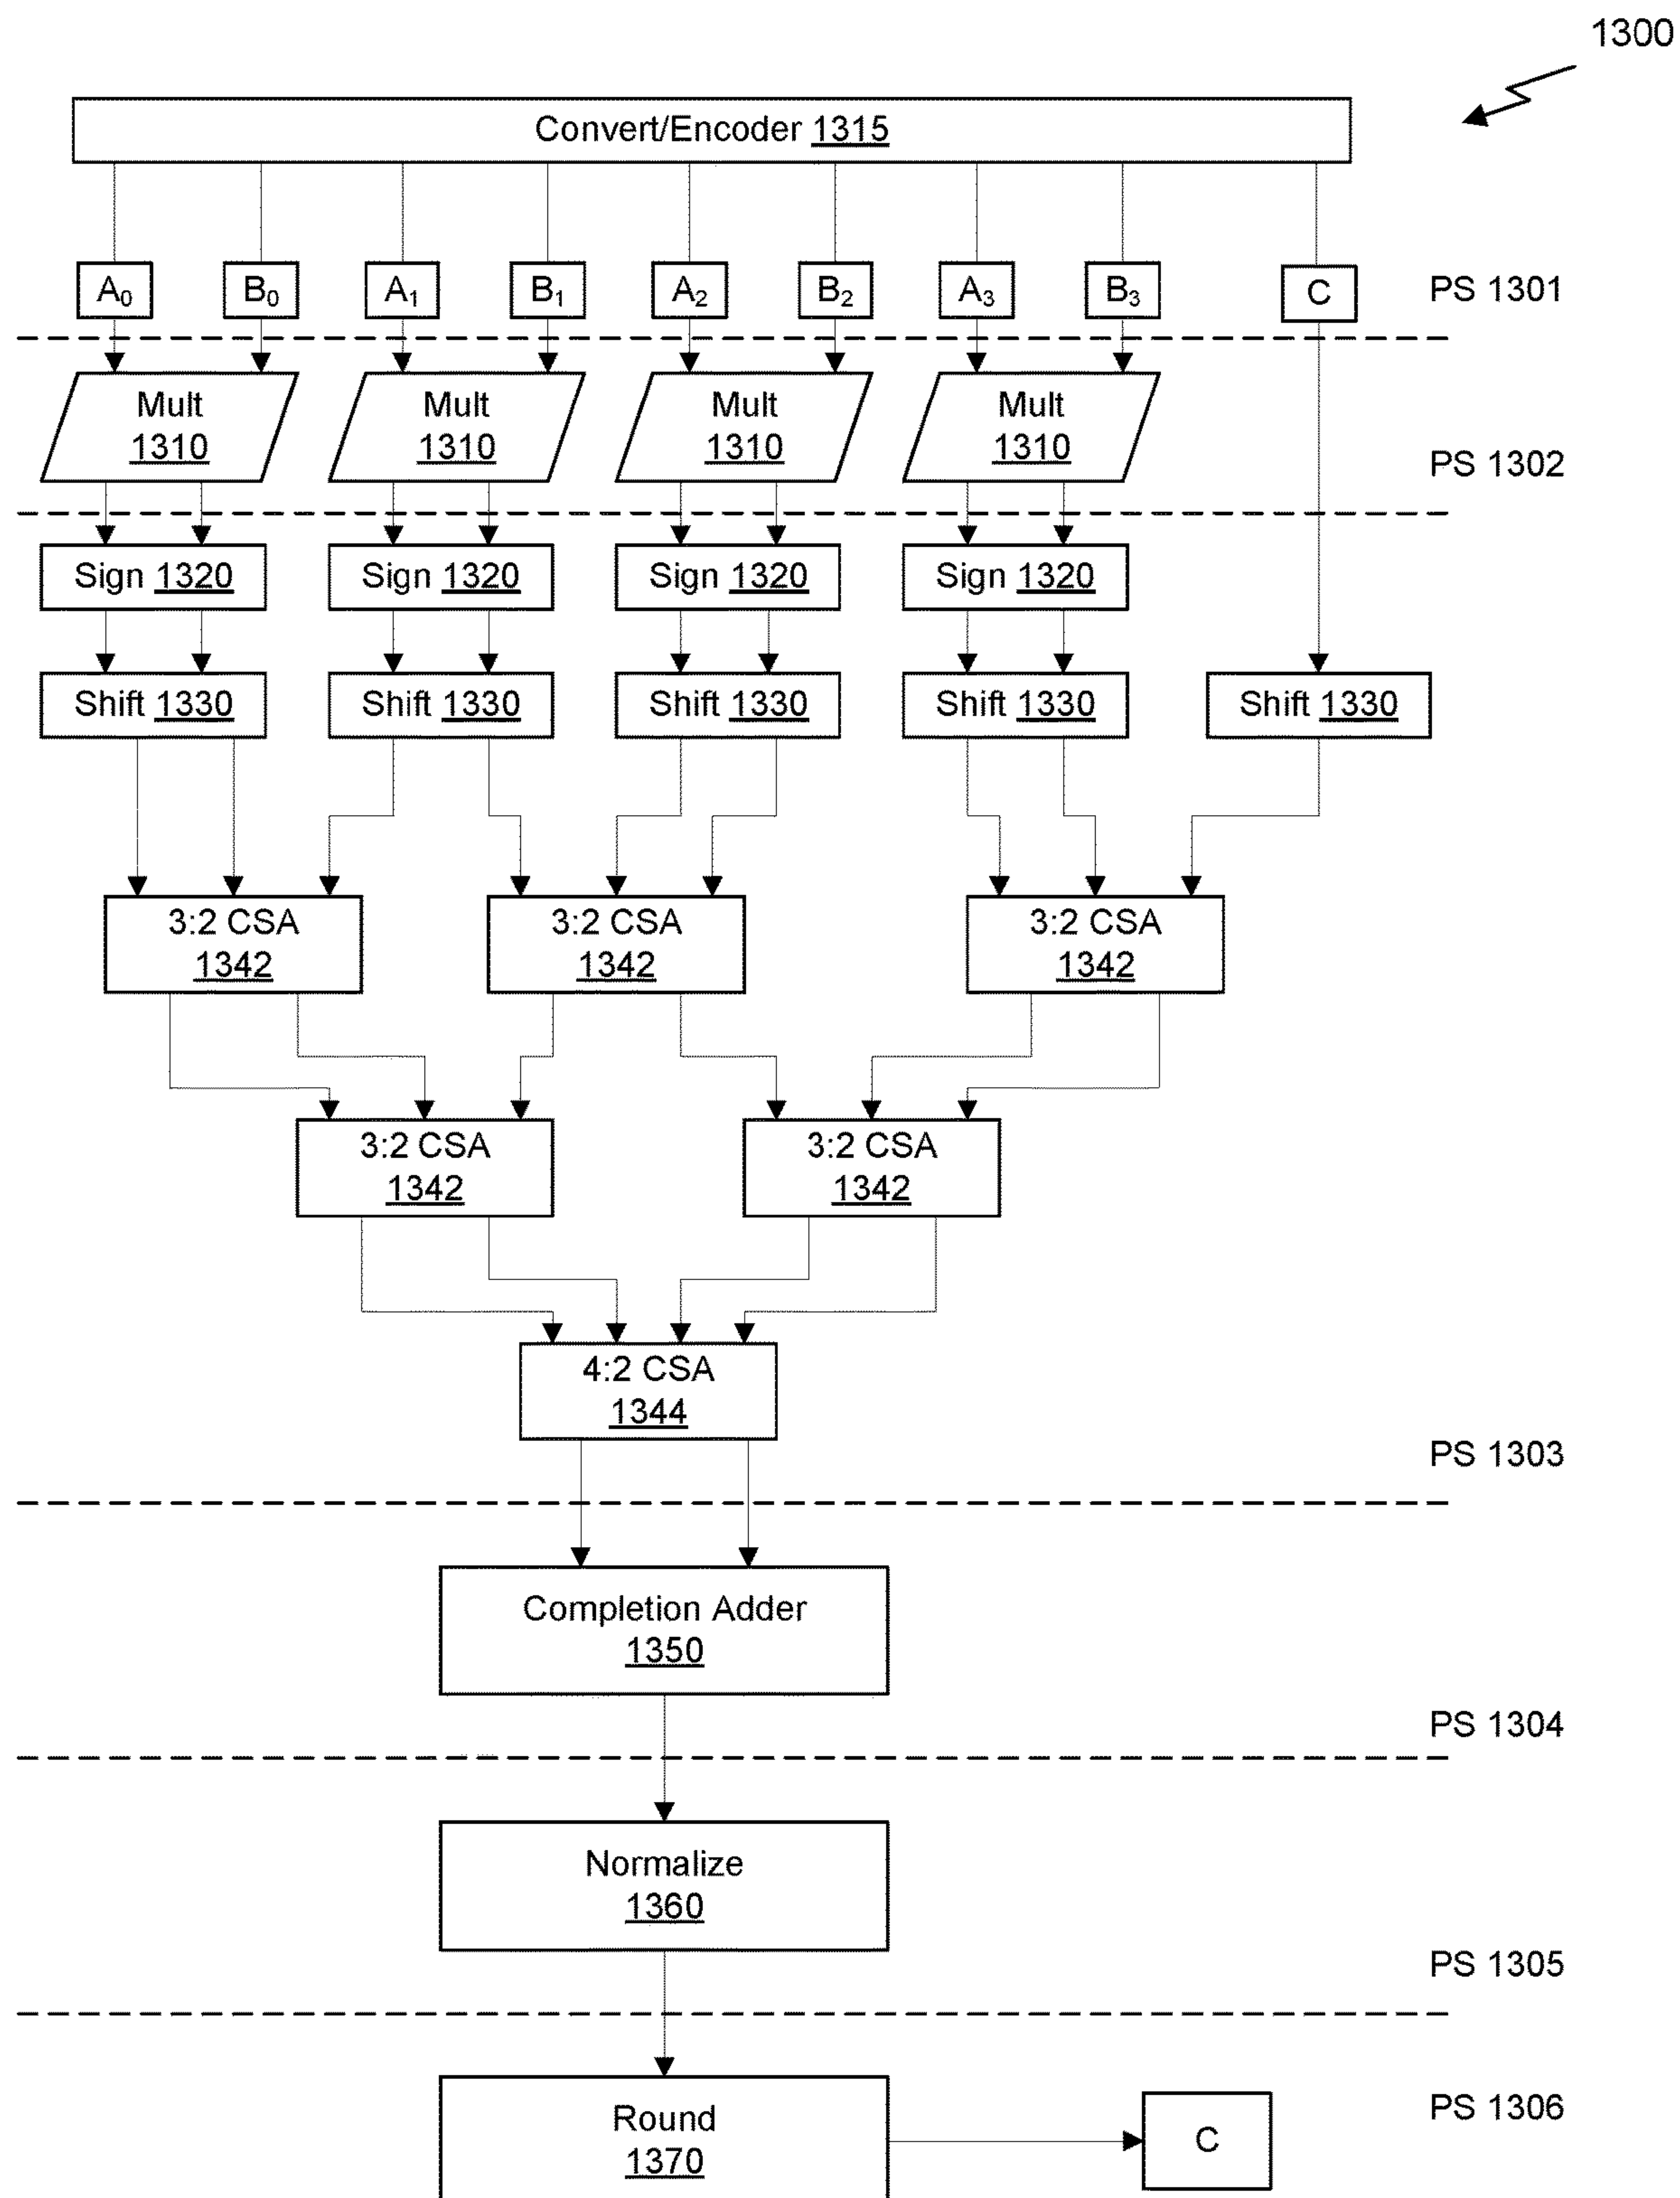 1300
Convert/Encoder 1315
A0 B0 A1 B1 A2 B2 A3 B3 C PS 1301
Mult Mult Mult Mult
1310 1310 1310 1310
PS 1302
Sign 1320 Sign 1320 Sign 1320 Sign 1320
Shift 1330 Shift 1330 Shift 1330 Shift 1330 Shift 1330
3:2 CSA 3:2 CSA 3:2 CSA
1342 1342 1342
3:2 CSA 3:2 CSA
1342 1342
4:2 CSA
1344
PS 1303
Completion Adder
1350
PS 1304
Normalize
1360
PS 1305
Round
1370
C
PS 1306